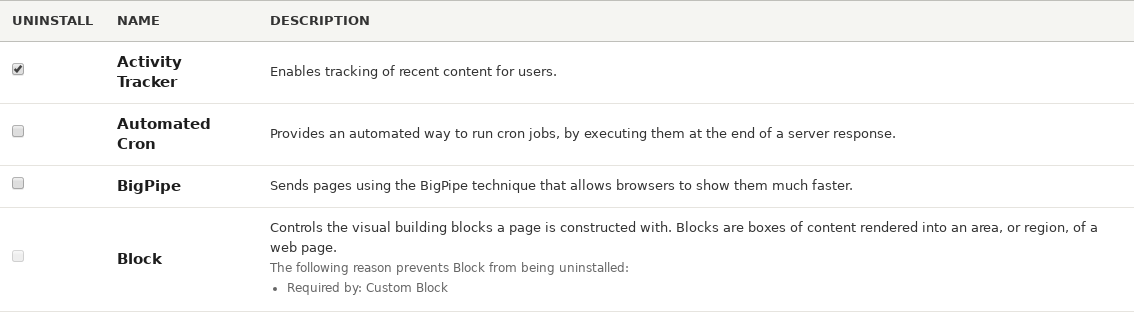 UNINSTALL NAME DESCRIPTION
Activity
Tracker
Enables tracking of recent content for users.
Automated
Cron
Provides an automated way to run cron jobs, by executing them at the end of a server response.
BigPipe
Sends pages using the BigPipe technique that allows browsers to show them much faster.
Block
Controls the visual building blocks a page is constructed with. Blocks are boxes of content rendered into an area, or region, of a
web page.
The following reason prevents Block from being uninstalled:
• Required by: Custom Block